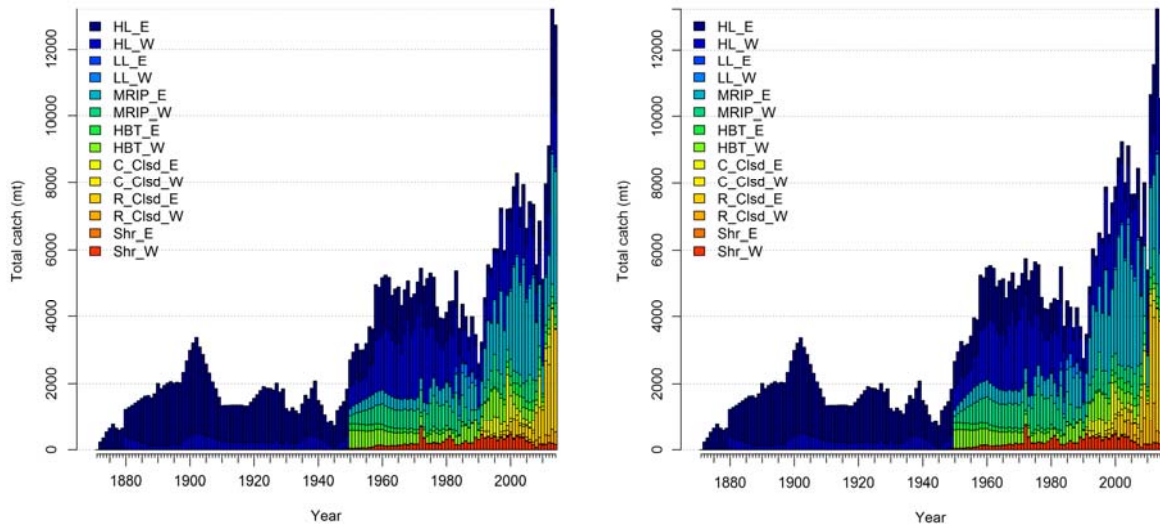 HL_E
HL_W
LL_E
LL_W
MRIP_E
MRIP_W
HBT_E
HBT_W
C_Clsd_E
C_Clsd_W
R_Clsd_E
R_Clsd_W
Shr_E
Shr_W
Total catch (mt)
0
2000
4000
6000
8000
10000
12000
1880 1900 1920 1940 1960 1980 2000
Year
HL_E
HL_W
LL_E
LL_W
MRIP_E
MRIP_W
HBT_E
HBT_W
C_Clsd_E
C_Clsd_W
R_Clsd_E
R_Clsd_W
Shr_E
Shr_W
Total catch (mt)
0
2000
4000
6000
8000
10000
12000
1880 1900 1920 1940 1960 1980 2000
Year